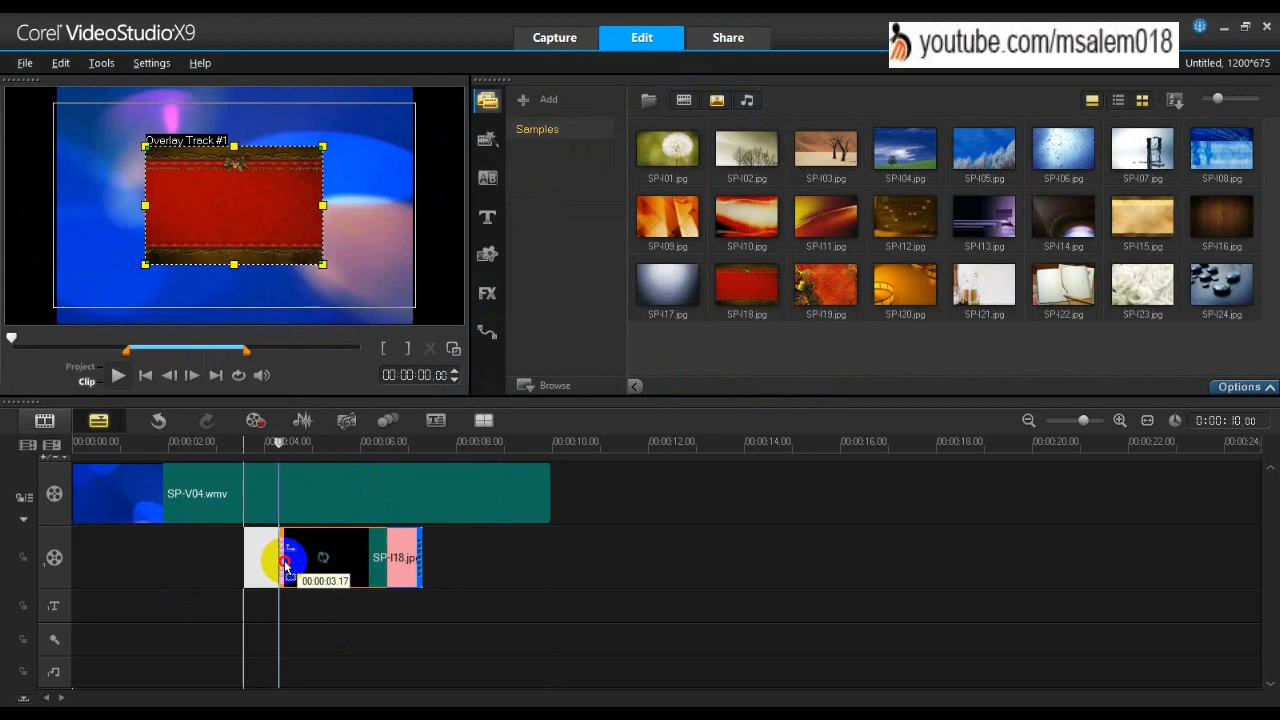 Corel VideoStudio X9
Capture
Edit
Share
youtube.com/msalem018
File
Edit
Tools
Settings
Help
Untitled, 1200*675
Overlay Track #1
Add
Samples
SP-I01.jpg
SP-I02.jpg
SP-I03.jpg
SP-I04.jpg
SP-I05.jpg
SP-I06.jpg
SP-I07.jpg
SP-I08.jpg
SP-I09.jpg
SP-I10.jpg
SP-I11.jpg
SP-I12.jpg
SP-I13.jpg
SP-I14.jpg
SP-I15.jpg
SP-I16.jpg
SP-I17.jpg
SP-I18.jpg
SP-I19.jpg
SP-I20.jpg
SP-I21.jpg
SP-I22.jpg
SP-I23.jpg
SP-I24.jpg
AB
T
FX
Project
Clip
00:00:00.00
Browse
Options
0:00:10.00
00:00:00.00
00:00:02.00
00:00:04.00
00:00:06.00
00:00:08.00
00:00:10.00
00:00:12.00
00:00:14.00
00:00:16.00
00:00:18.00
00:00:20.00
00:00:22.00
00:00:24.
SP-V04.wmv
SP-I18.jp
00:00:03.17
1
1T